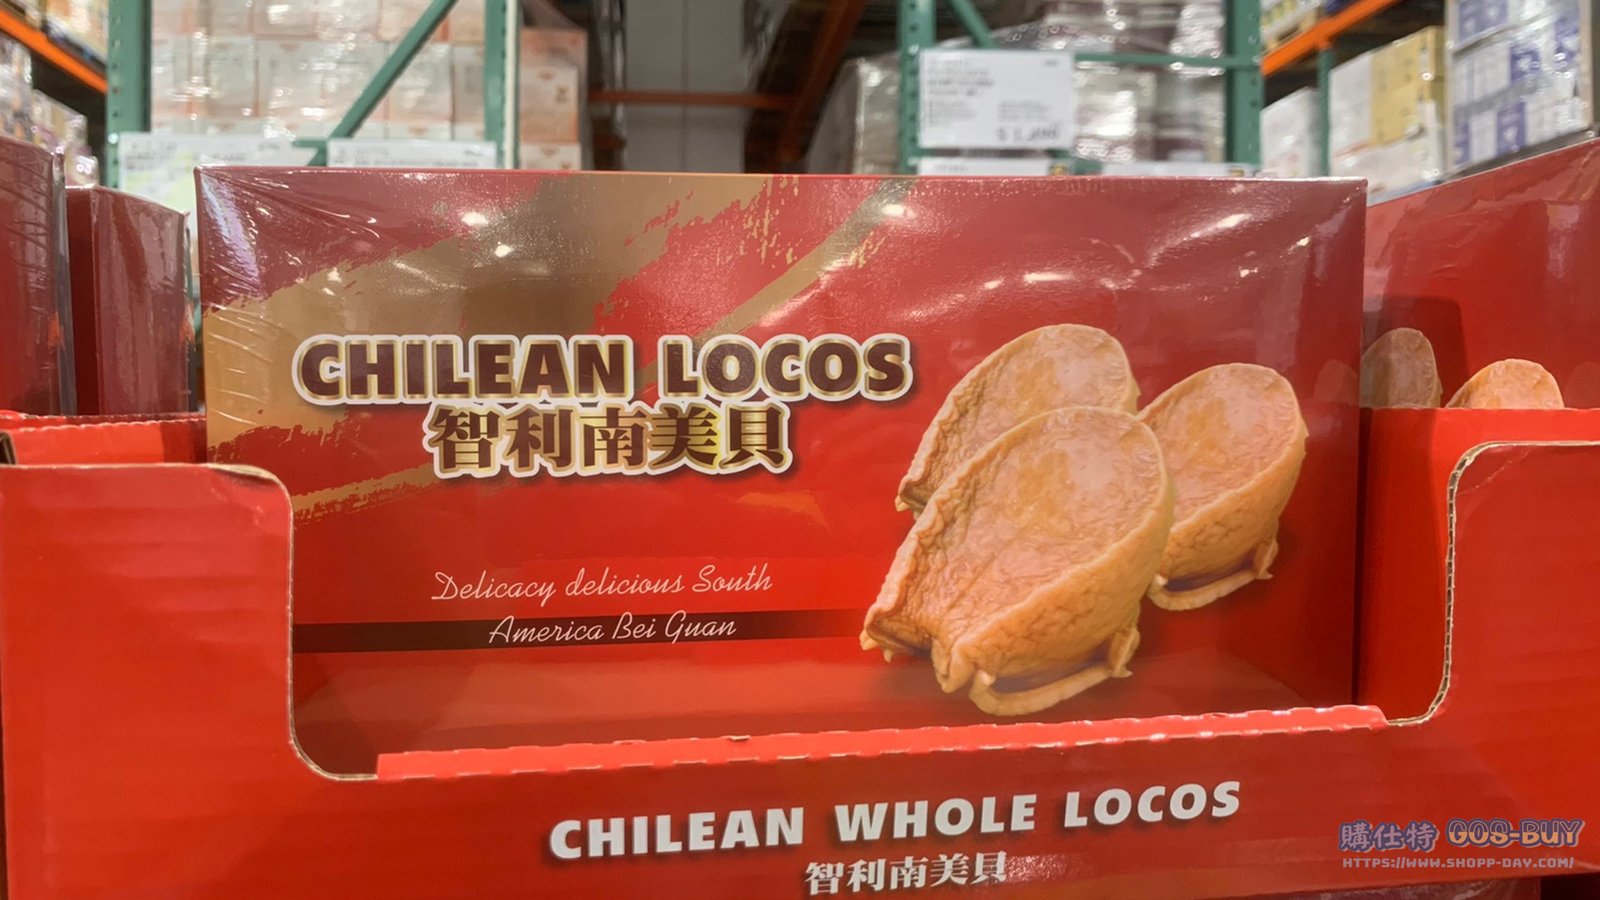 CHILEAN LOCOS
智利南美貝
Delicacy delicious South
America Bei Guan
CHILEAN WHOLE LOCOS
智利南美貝
購仕特 GOS-BUY
HTTPS://WWW.SHOPP-DAY.COM/